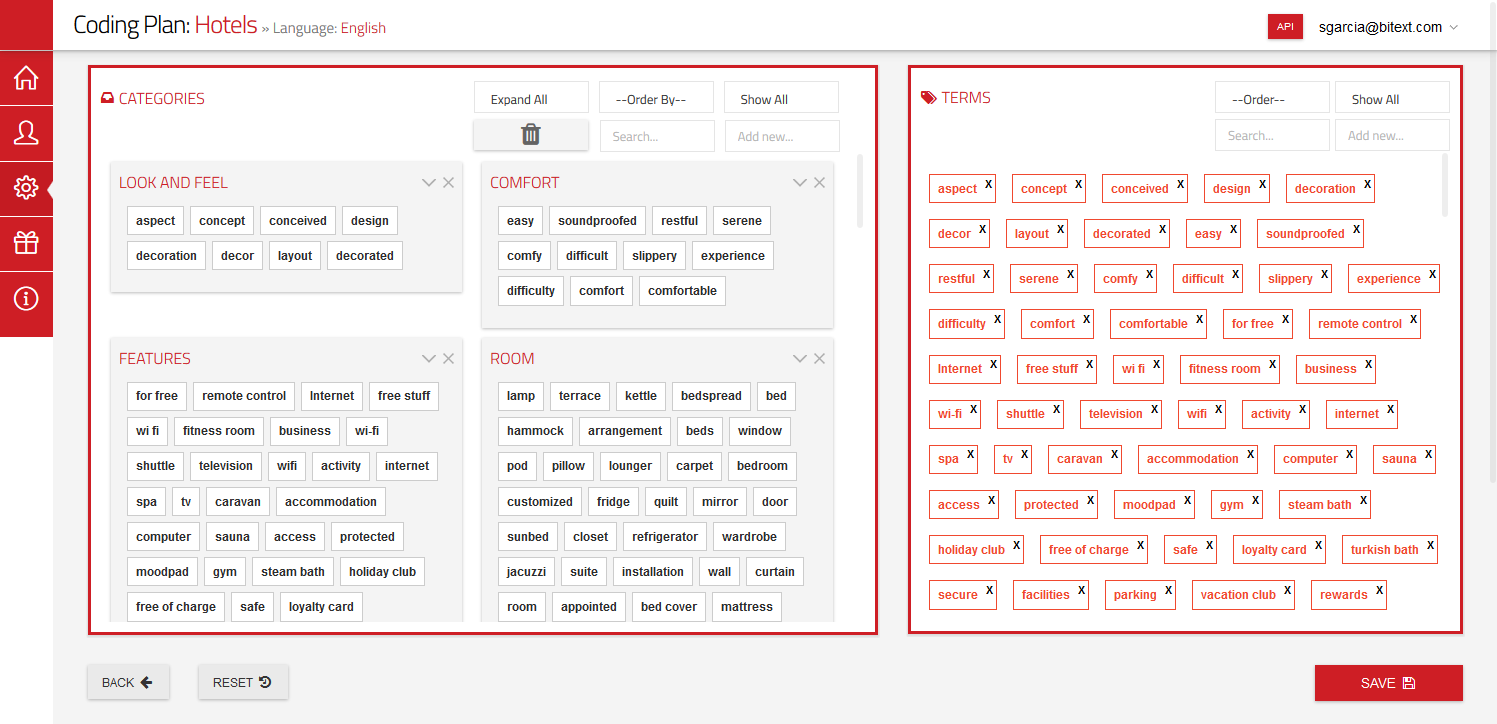 Coding Plan: Hotels » Language: English
API sgarcia@bitext.com
CATEGORIES
Expand All --Order By-- Show All
Search... Add new...
LOOK AND FEEL
aspect concept conceived design
decoration decor layout decorated
COMFORT
easy soundproofed restful serene
comfy difficult slippery experience
difficulty comfort comfortable
FEATURES
for free remote control Internet free stuff
wi fi fitness room business wi-fi
shuttle television wifi activity internet
spa tv caravan accommodation
computer sauna access protected
moodpad gym steam bath holiday club
free of charge safe loyalty card
ROOM
lamp terrace kettle bedspread bed
hammock arrangement beds window
pod pillow lounger carpet bedroom
customized fridge quilt mirror door
sunbed closet refrigerator wardrobe
jacuzzi suite installation wall curtain
room appointed bed cover mattress
TERMS
--Order-- Show All
Search... Add new...
aspect X concept X conceived X design X decoration X
decor X layout X decorated X easy X soundproofed X
restful X serene X comfy X difficult X slippery X experience X
difficulty X comfort X comfortable X for free X remote control X
Internet X free stuff X wi fi X fitness room X business X
wi-fi X shuttle X television X wifi X activity X internet X
spa X tv X caravan X accommodation X computer X sauna X
access X protected X moodpad X gym X steam bath X
holiday club X free of charge X safe X loyalty card X turkish bath X
secure X facilities X parking X vacation club X rewards X
BACK RESET SAVE